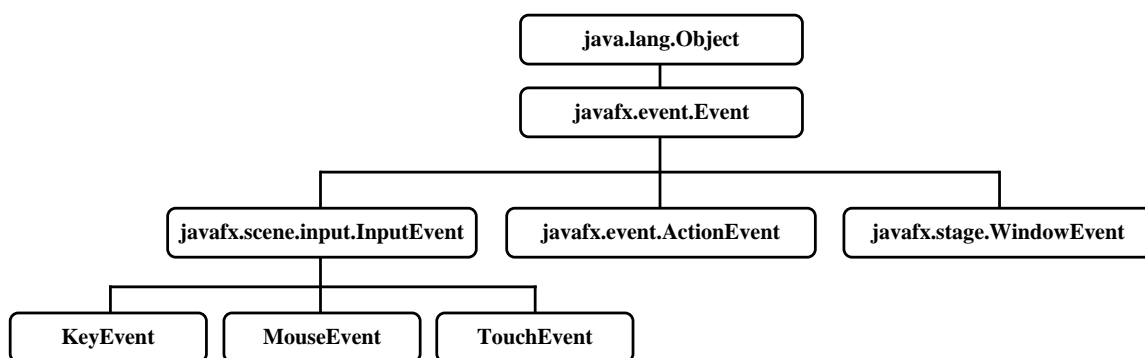 java.lang.Object
javafx.event.Event
javafx.scene.input.InputEvent
javafx.event.ActionEvent
javafx.stage.WindowEvent
KeyEvent
MouseEvent
TouchEvent